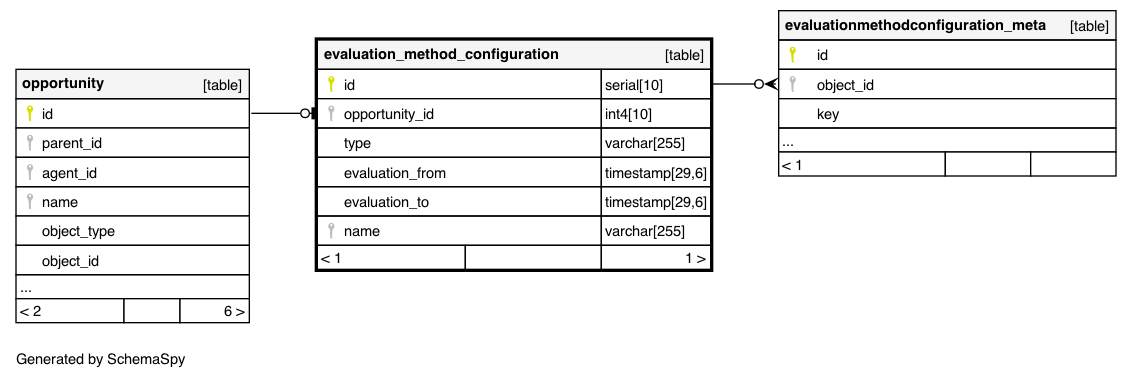 opportunity [table]
id
parent_id
agent_id
name
object_type
object_id
...
< 2 6 >
evaluation_method_configuration [table]
id serial[10]
opportunity_id int4[10]
type varchar[255]
evaluation_from timestamp[29,6]
evaluation_to timestamp[29,6]
name varchar[255]
< 1 1 >
evaluationmethodconfiguration_meta [table]
id
object_id
key
...
< 1
Generated by SchemaSpy